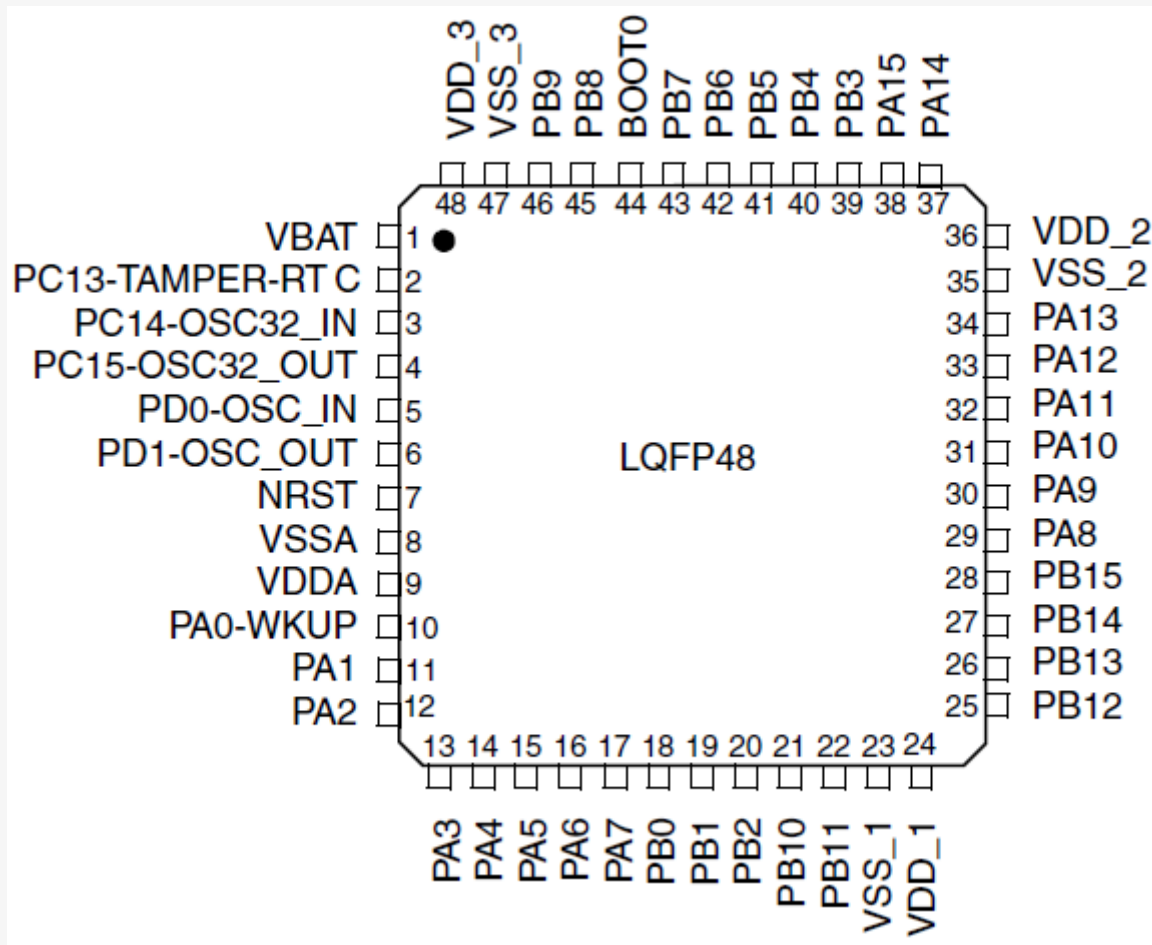 VDD_3 VSS_3 PB9 PB8 BOOT0 PB7 PB6 PB5 PB4 PB3 PA15 PA14
48 47 46 45 44 43 42 41 40 39 38 37
VBAT 1 36 VDD_2
PC13-TAMPER-RT C 2 35 VSS_2
PC14-OSC32_IN 3 34 PA13
PC15-OSC32_OUT 4 33 PA12
PD0-OSC_IN 5 32 PA11
PD1-OSC_OUT 6 LQFP48 31 PA10
NRST 7 30 PA9
VSSA 8 29 PA8
VDDA 9 28 PB15
PA0-WKUP 10 27 PB14
PA1 11 26 PB13
PA2 12 25 PB12
13 14 15 16 17 18 19 20 21 22 23 24
PA3 PA4 PA5 PA6 PA7 PB0 PB1 PB2 PB10 PB11 VSS_1 VDD_1